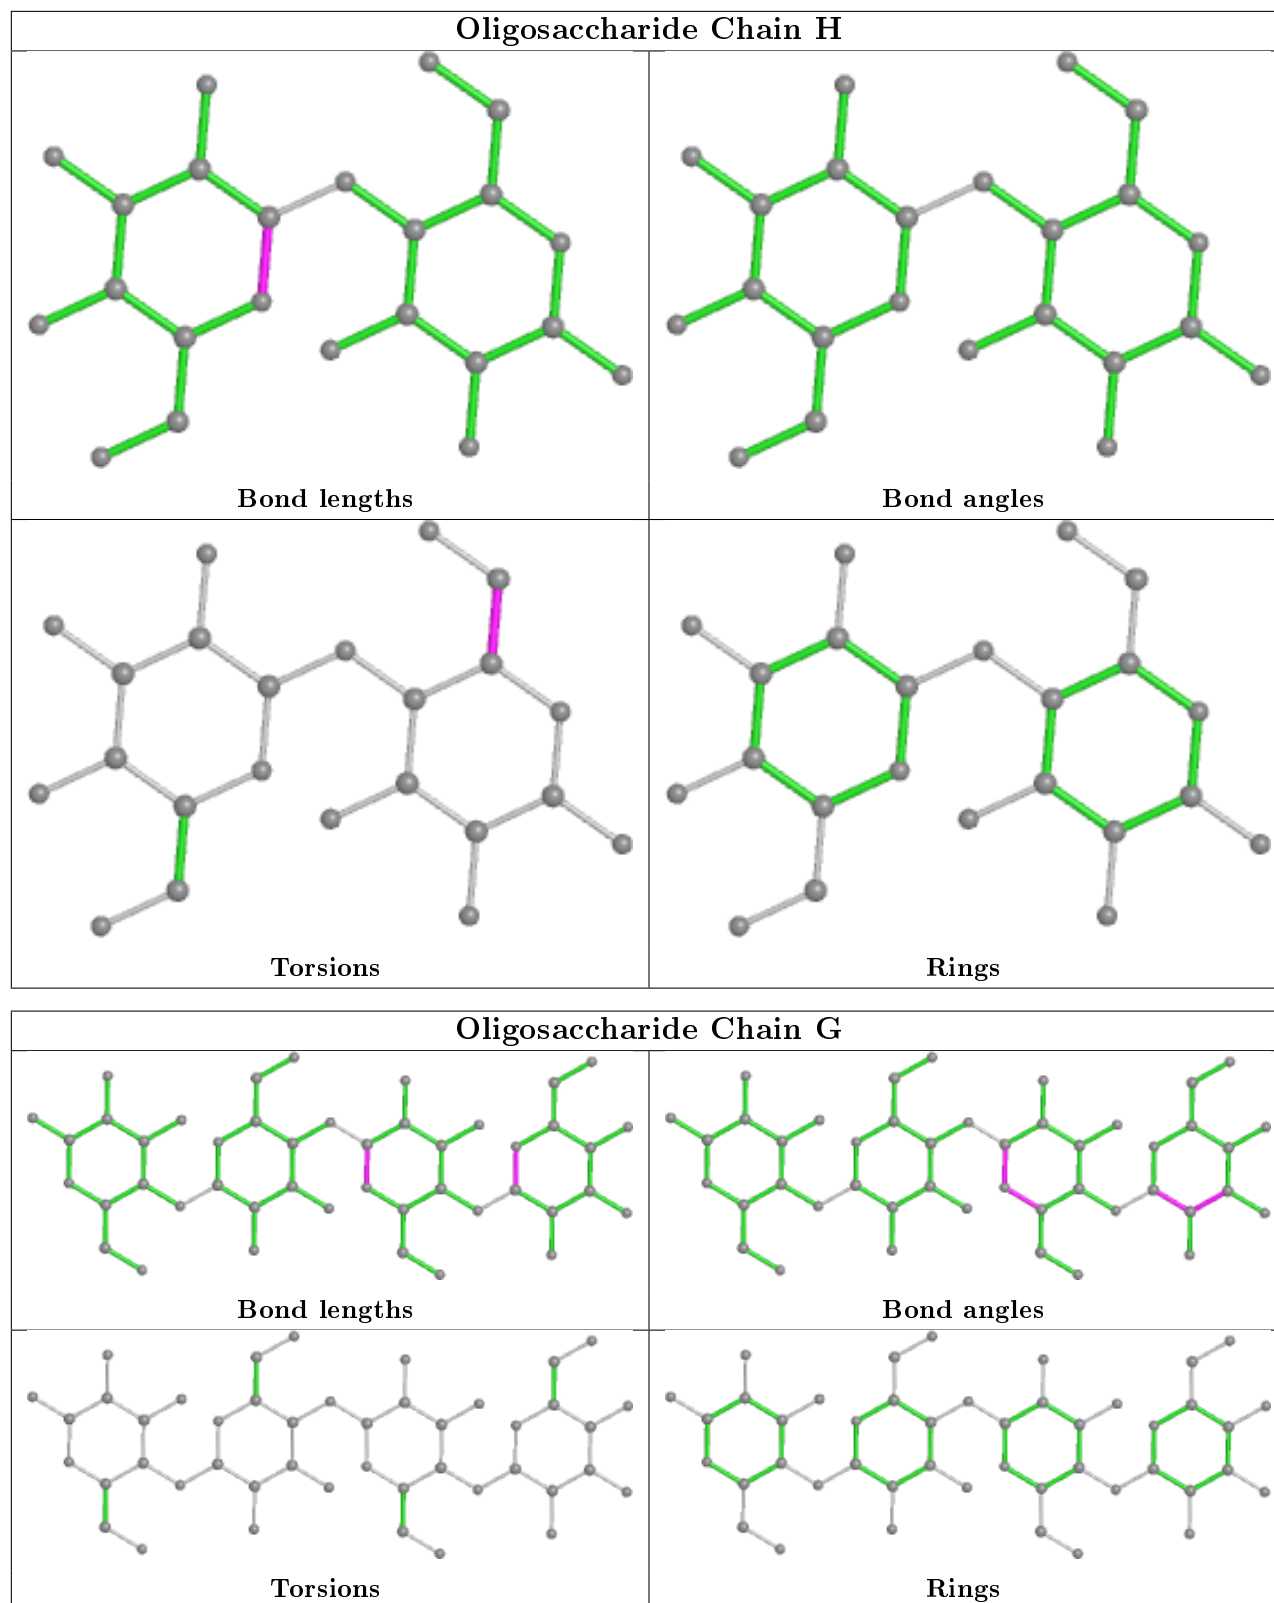 Oligosaccharide Chain H
Bond lengths
Bond angles
Torsions
Rings
Oligosaccharide Chain G
Bond lengths
Bond angles
Torsions
Rings